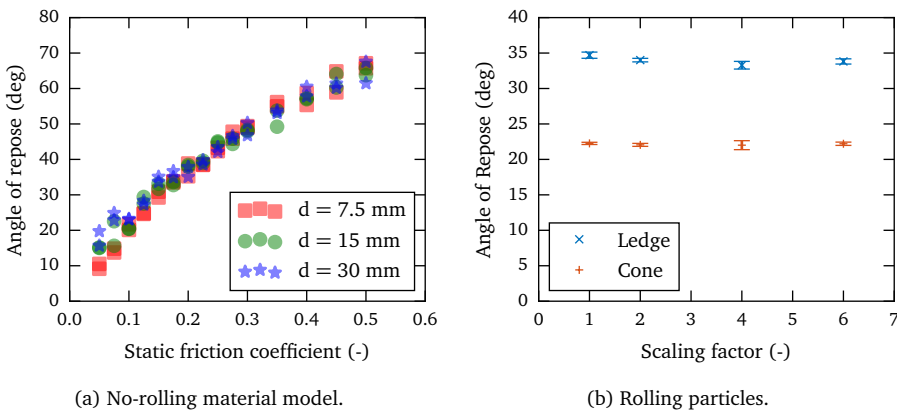 80
70
60
50
40
30
20
10
0
Angle of repose (deg)
d = 7.5 mm
d = 15 mm
d = 30 mm
0.0 0.1 0.2 0.3 0.4 0.5 0.6
Static friction coefficient (-)
(a) No-rolling material model.
40
35
30
25
20
15
10
5
0
Angle of Repose (deg)
Ledge
Cone
0 1 2 3 4 5 6 7
Scaling factor (-)
(b) Rolling particles.